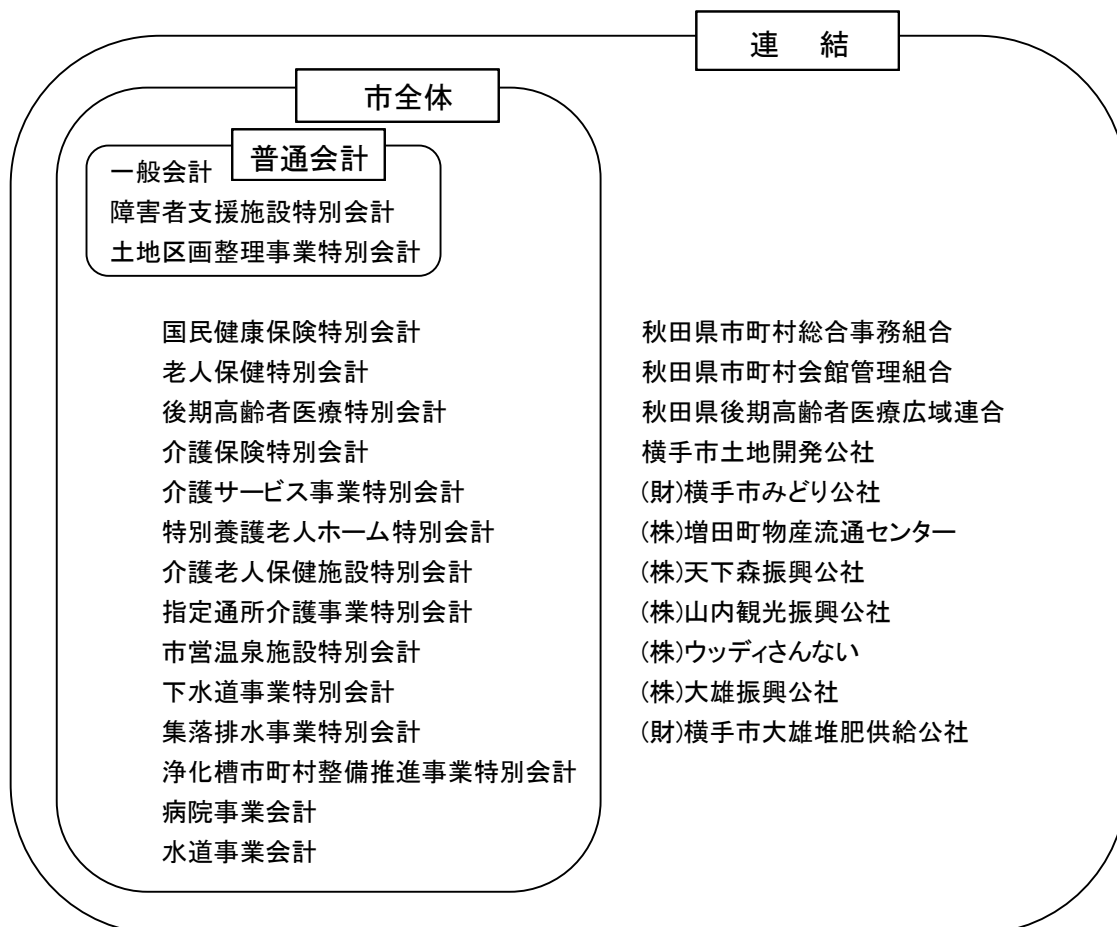 連　結
市全体
普通会計
一般会計
障害者支援施設特別会計
土地区画整理事業特別会計
国民健康保険特別会計
老人保健特別会計
後期高齢者医療特別会計
介護保険特別会計
介護サービス事業特別会計
特別養護老人ホーム特別会計
介護老人保健施設特別会計
指定通所介護事業特別会計
市営温泉施設特別会計
下水道事業特別会計
集落排水事業特別会計
浄化槽市町村整備推進事業特別会計
病院事業会計
水道事業会計
秋田県市町村総合事務組合
秋田県市町村会館管理組合
秋田県後期高齢者医療広域連合
横手市土地開発公社
(財)横手市みどり公社
(株)増田町物産流通センター
(株)天下森振興公社
(株)山内観光振興公社
(株)ウッディさんない
(株)大雄振興公社
(財)横手市大雄堆肥供給公社